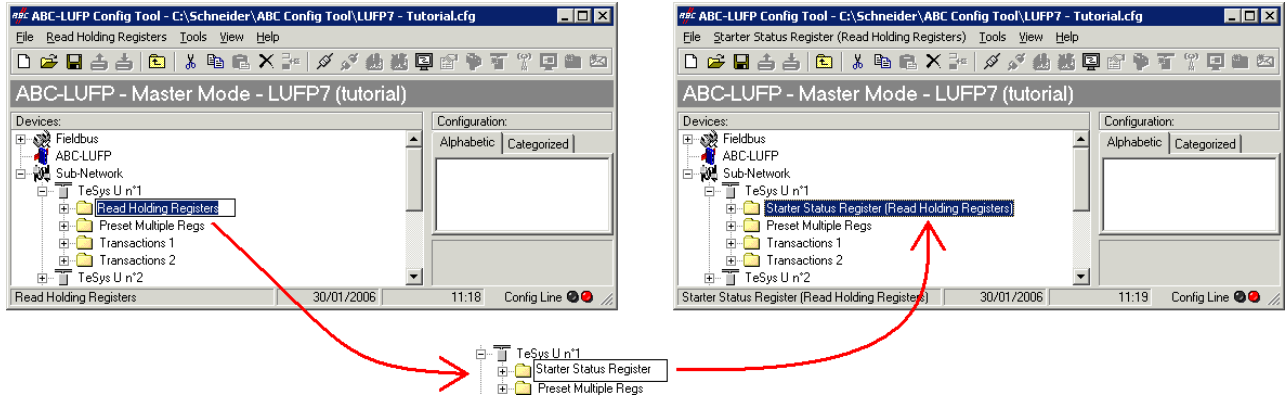 ABC-LUFP Config Tool - C:\Schneider\ABC Config Tool\LUFP7 - Tutorial.cfg
File Read Holding Registers Tools View Help
ABC-LUFP - Master Mode - LUFP7 (tutorial)
Devices:
Configuration:
Fieldbus
ABC-LUFP
Sub-Network
TeSys U n°1
Read Holding Registers
Preset Multiple Regs
Transactions 1
Transactions 2
TeSys U n°2
Alphabetic Categorized
Read Holding Registers 30/01/2006 11:18 Config Line
ABC-LUFP Config Tool - C:\Schneider\ABC Config Tool\LUFP7 - Tutorial.cfg
File Starter Status Register (Read Holding Registers) Tools View Help
ABC-LUFP - Master Mode - LUFP7 (tutorial)
Devices:
Configuration:
Fieldbus
ABC-LUFP
Sub-Network
TeSys U n°1
Starter Status Register (Read Holding Registers)
Preset Multiple Regs
Transactions 1
Transactions 2
TeSys U n°2
Alphabetic Categorized
Starter Status Register (Read Holding Registers) 30/01/2006 11:19 Config Line
TeSys U n°1
Starter Status Register
Preset Multiple Regs